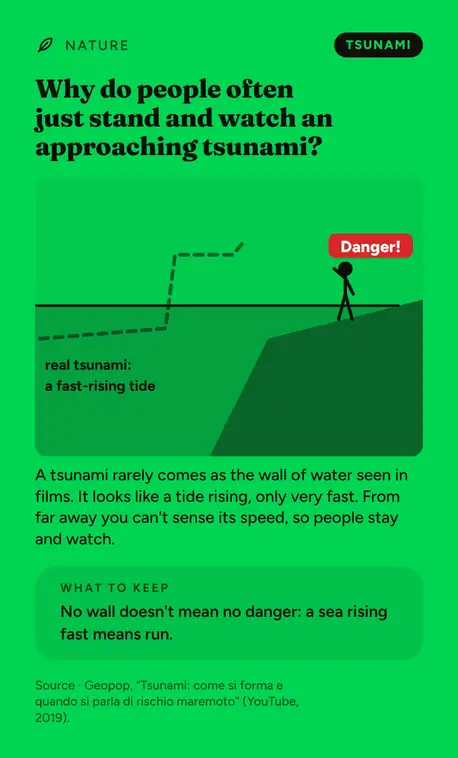 NATURE
TSUNAMI
Why do people often
just stand and watch an
approaching tsunami?
Danger!
real tsunami:
a fast-rising tide
A tsunami rarely comes as the wall of water seen in
films. It looks like a tide rising, only very fast. From
far away you can't sense its speed, so people stay
and watch.
WHAT TO KEEP
No wall doesn't mean no danger: a sea rising
fast means run.
Source · Geopop, "Tsunami: come si forma e
quando si parla di rischio maremoto" (YouTube,
2019).